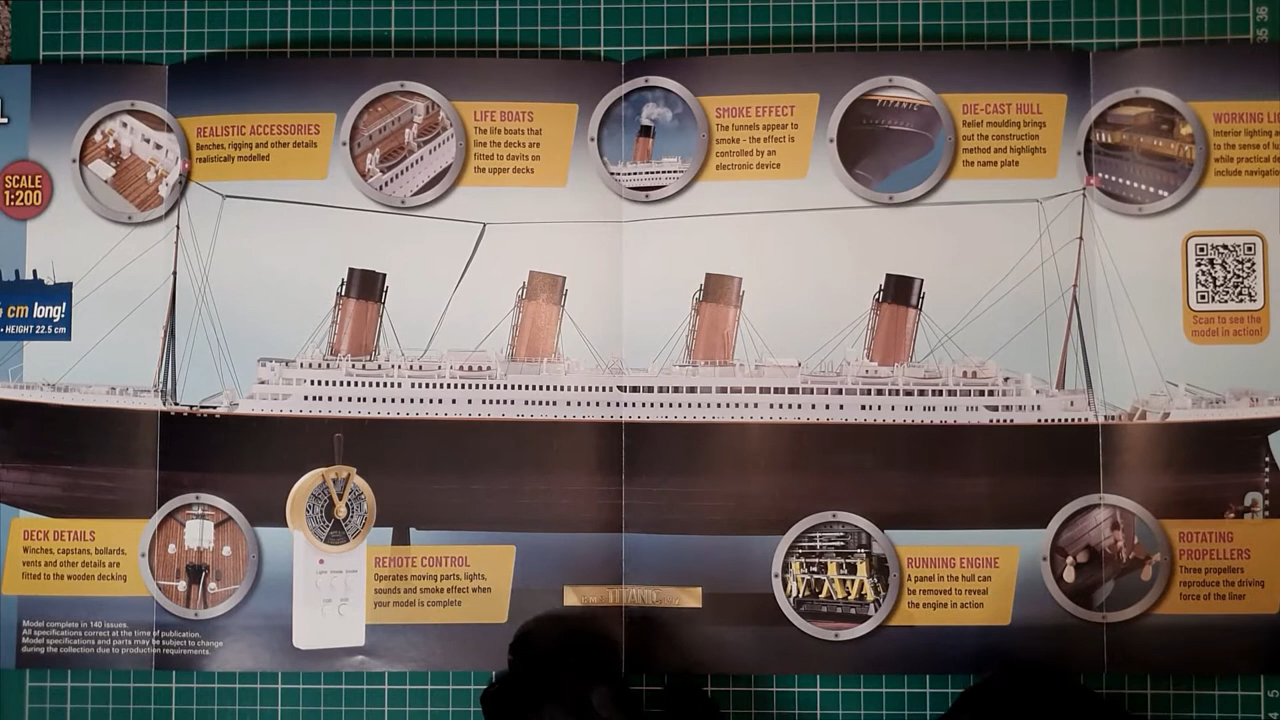 L
SCALE
1:200
cm long!
• HEIGHT 22.5 cm
REALISTIC ACCESSORIES
Benches, rigging and other details
realistically modelled
LIFE BOATS
The life boats that
line the decks are
fitted to davits on
the upper decks
SMOKE EFFECT
The funnels appear to
smoke – the effect is
controlled by an
electronic device
TITANIC
LIVERPOOL
DIE-CAST HULL
Relief moulding brings
out the construction
method and highlights
the name plate
WORKING
Interior lighting
to the sense of
while practical
include
Scan to see the
model in action!
DECK DETAILS
Winches, capstans, bollards,
vents and other details are
fitted to the wooden decking
REMOTE CONTROL
Operates moving parts, lights,
sounds and smoke effect when
your model is complete
TITANIC
RUNNING ENGINE
A panel in the hull can
be removed to reveal
the engine in action
ROTATING
PROPELLERS
Three propellers
reproduce the driving
force of the liner
Model complete in 140 issues.
All specifications correct at the time of publication.
Model specifications and parts may be subject to change
during the collection due to production requirements.
35 36
5